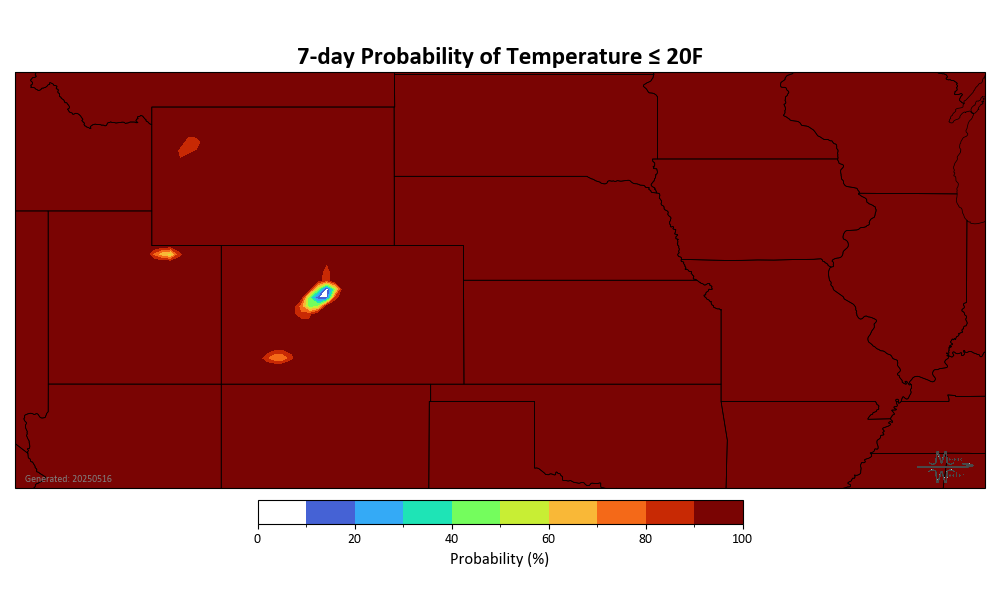 7-day Probability of Temperature ≤ 20F
Generated: 20250516
0 20 40 60 80 100
Probability (%)